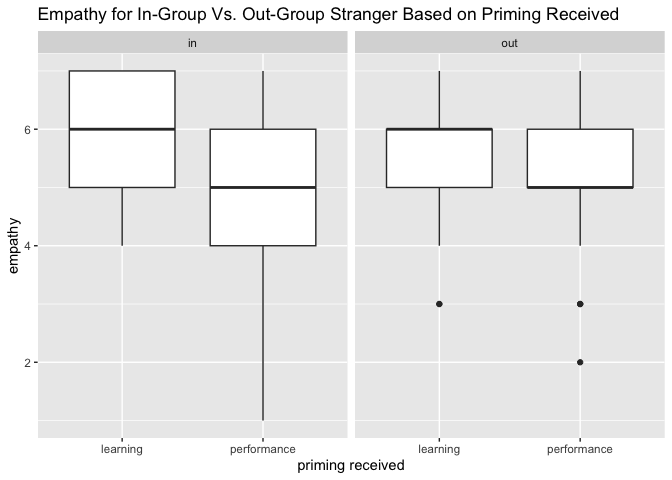 Empathy for In-Group Vs. Out-Group Stranger Based on Priming Received
in out
empathy
6
4
2
learning performance learning performance
priming received